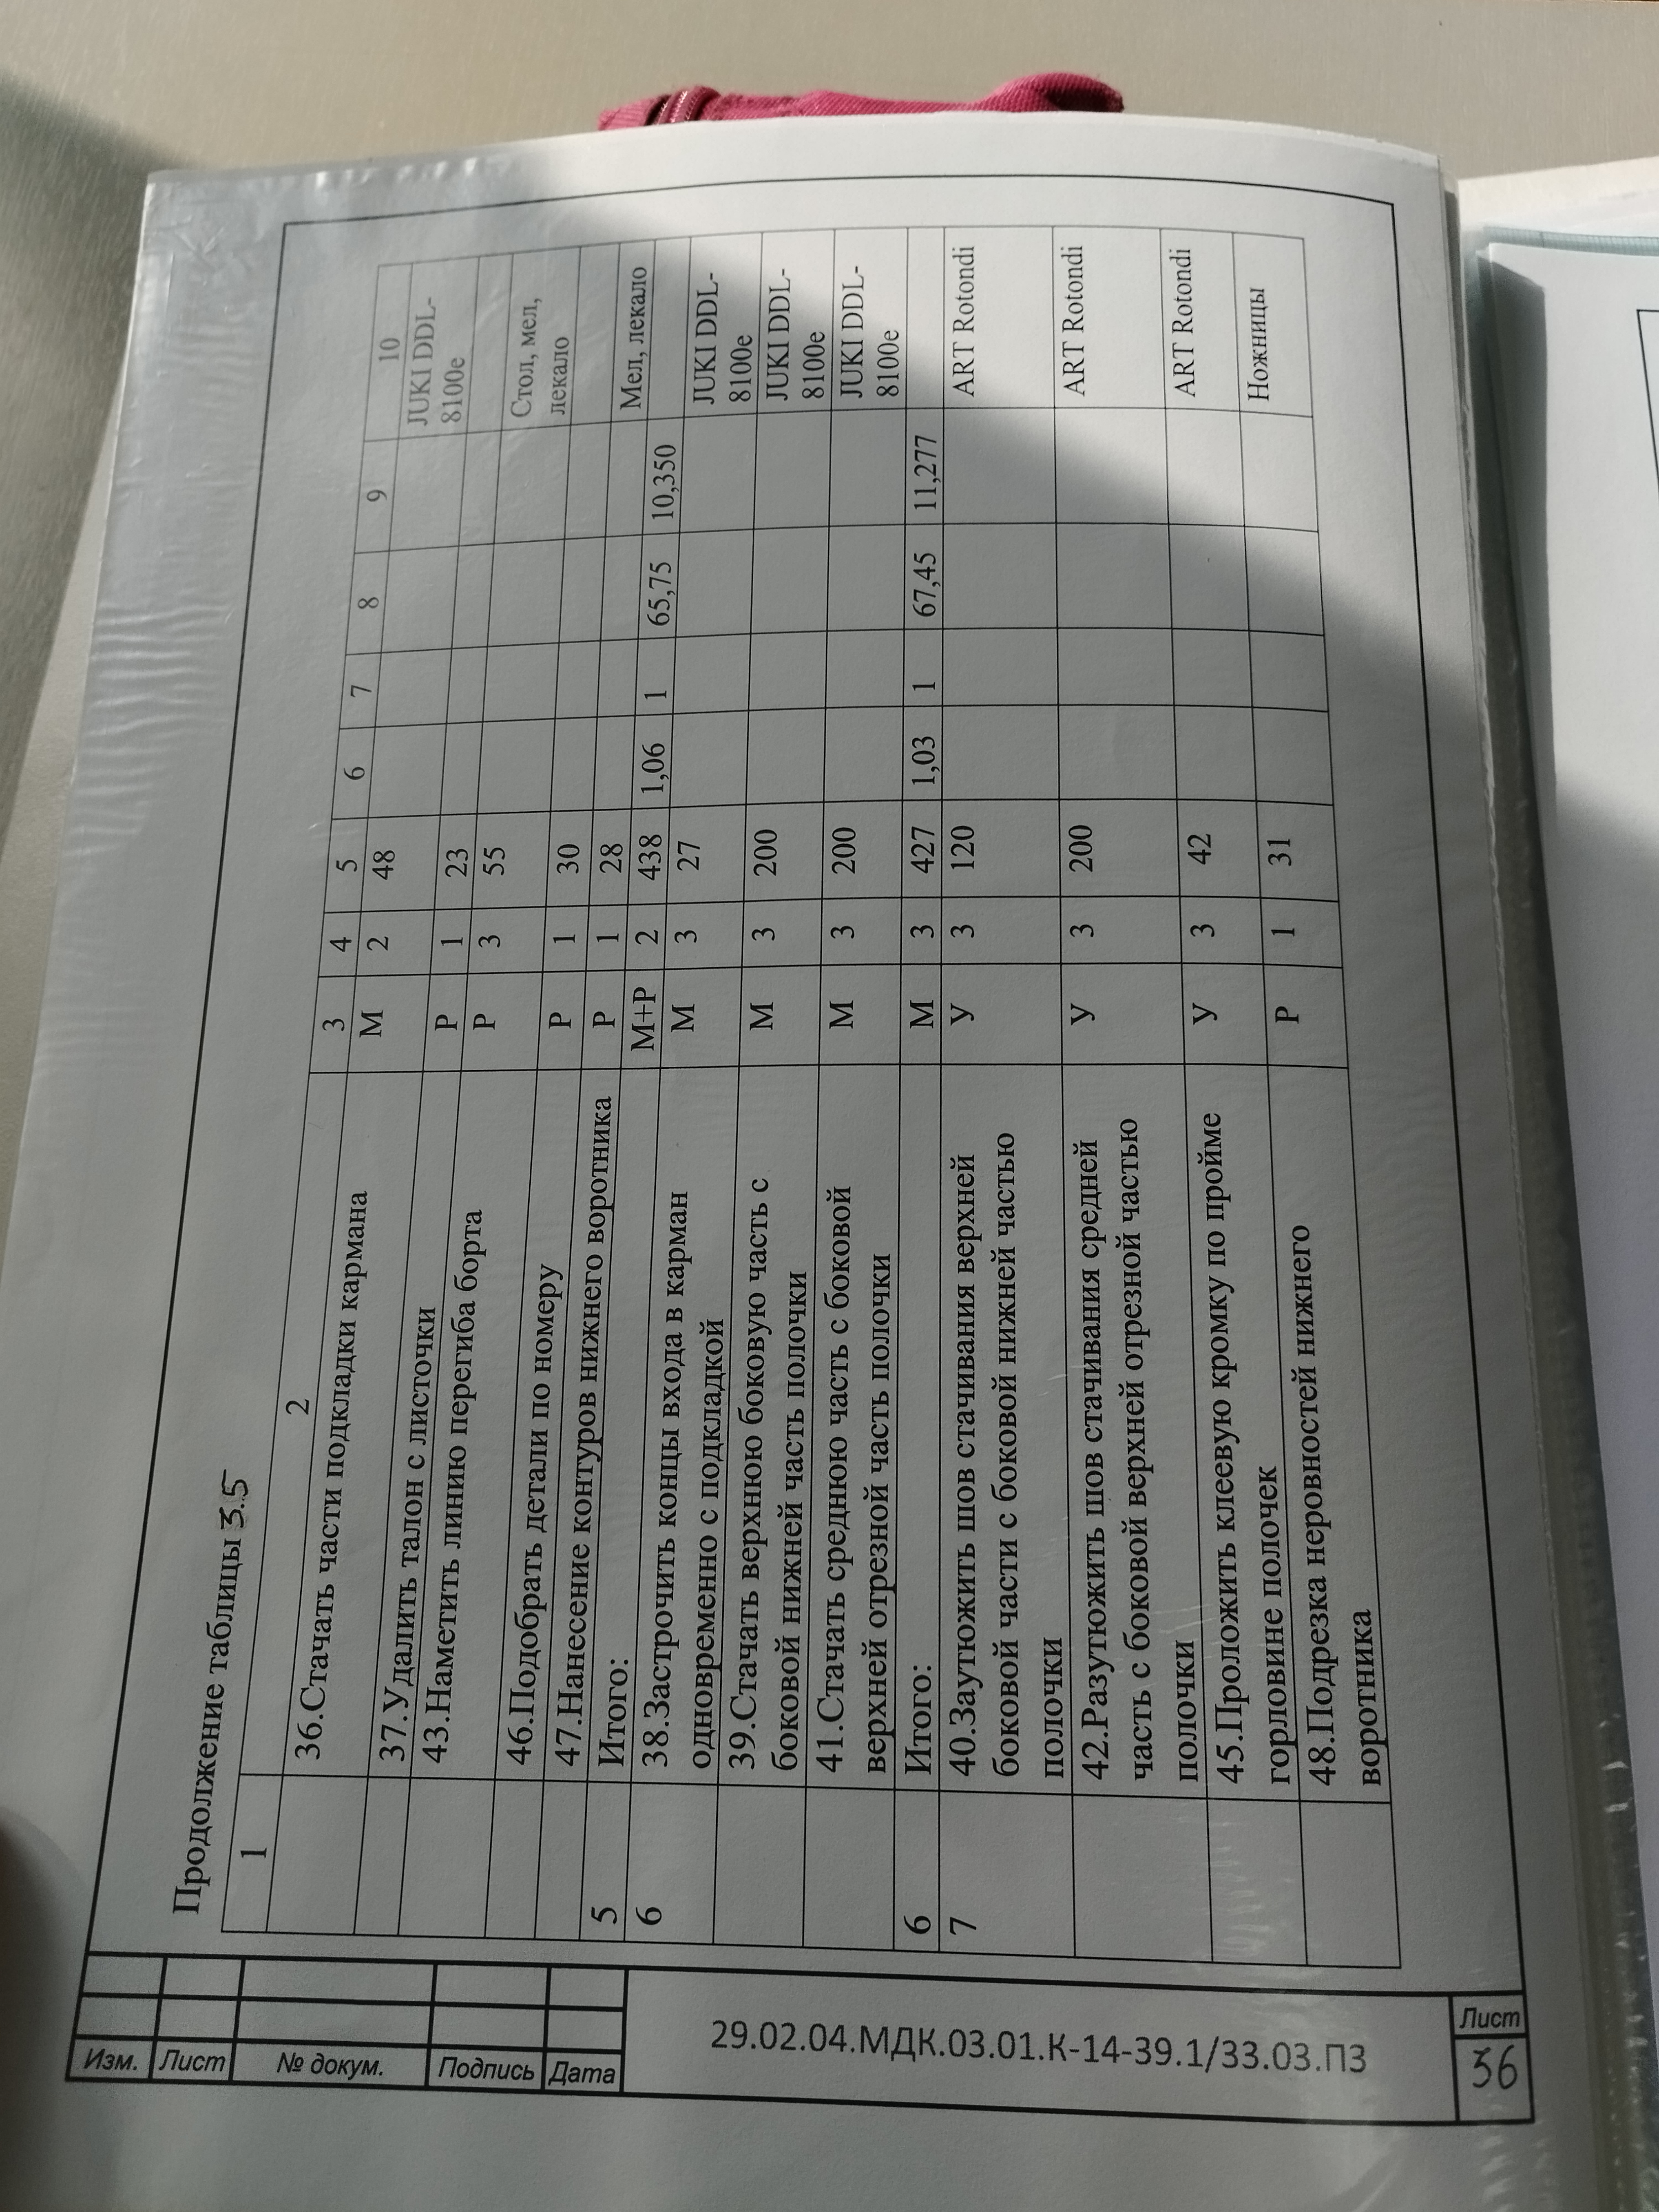 Продолжение таблицы 3.5
1 2 3 4 5 6 7 8 9 10
36.Стачать части подкладки кармана М 2 48 JUKI DDL-
8100e
37.Удалить талон с листочки Р 1 23
43.Наметить линию перегиба борта Р 3 55 Стол, мел,
лекало
46.Подобрать детали по номеру Р 1 30
47.Нанесение контуров нижнего воротника Р 1 28 Мел, лекало
5 Итого: М+Р 2 438 1,06 1 65,75 10,350
6 38.Застрочить концы входа в карман М 3 27 JUKI DDL-
одновременно с подкладкой 8100e
39.Стачать верхнюю боковую часть с М 3 200 JUKI DDL-
боковой нижней часть полочки 8100e
41.Стачать среднюю часть с боковой М 3 200 JUKI DDL-
верхней отрезной часть полочки 8100e
6 Итого: М 3 427 1,03 1 67,45 11,277
7 40.Заутюжить шов стачивания верхней У 3 120 ART Rotondi
боковой части с боковой нижней частью
полочки
42.Разутюжить шов стачивания средней У 3 200 ART Rotondi
часть с боковой верхней отрезной частью
полочки
45.Проложить клеевую кромку по пройме У 3 42 ART Rotondi
горловине полочек
48.Подрезка неровностей нижнего Р 1 31 Ножницы
воротника
Изм. Лист № докум. Подпись Дата
29.02.04.МДК.03.01.К-14-39.1/33.03.ПЗ
Лист
36